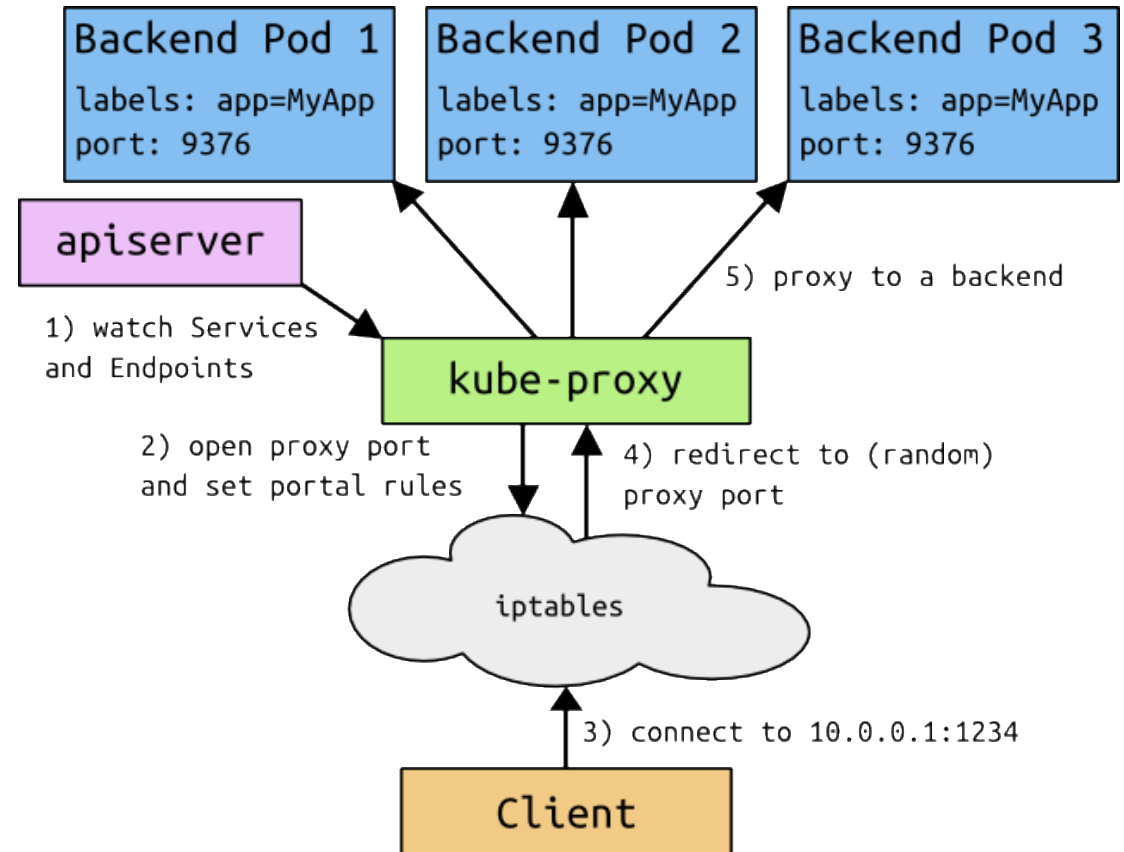 Backend Pod 1
labels: app=MyApp
port: 9376
Backend Pod 2
labels: app=MyApp
port: 9376
Backend Pod 3
labels: app=MyApp
port: 9376
apiserver
5) proxy to a backend
1) watch Services
and Endpoints
kube-proxy
2) open proxy port
and set portal rules
4) redirect to (random)
proxy port
iptables
3) connect to 10.0.0.1:1234
Client